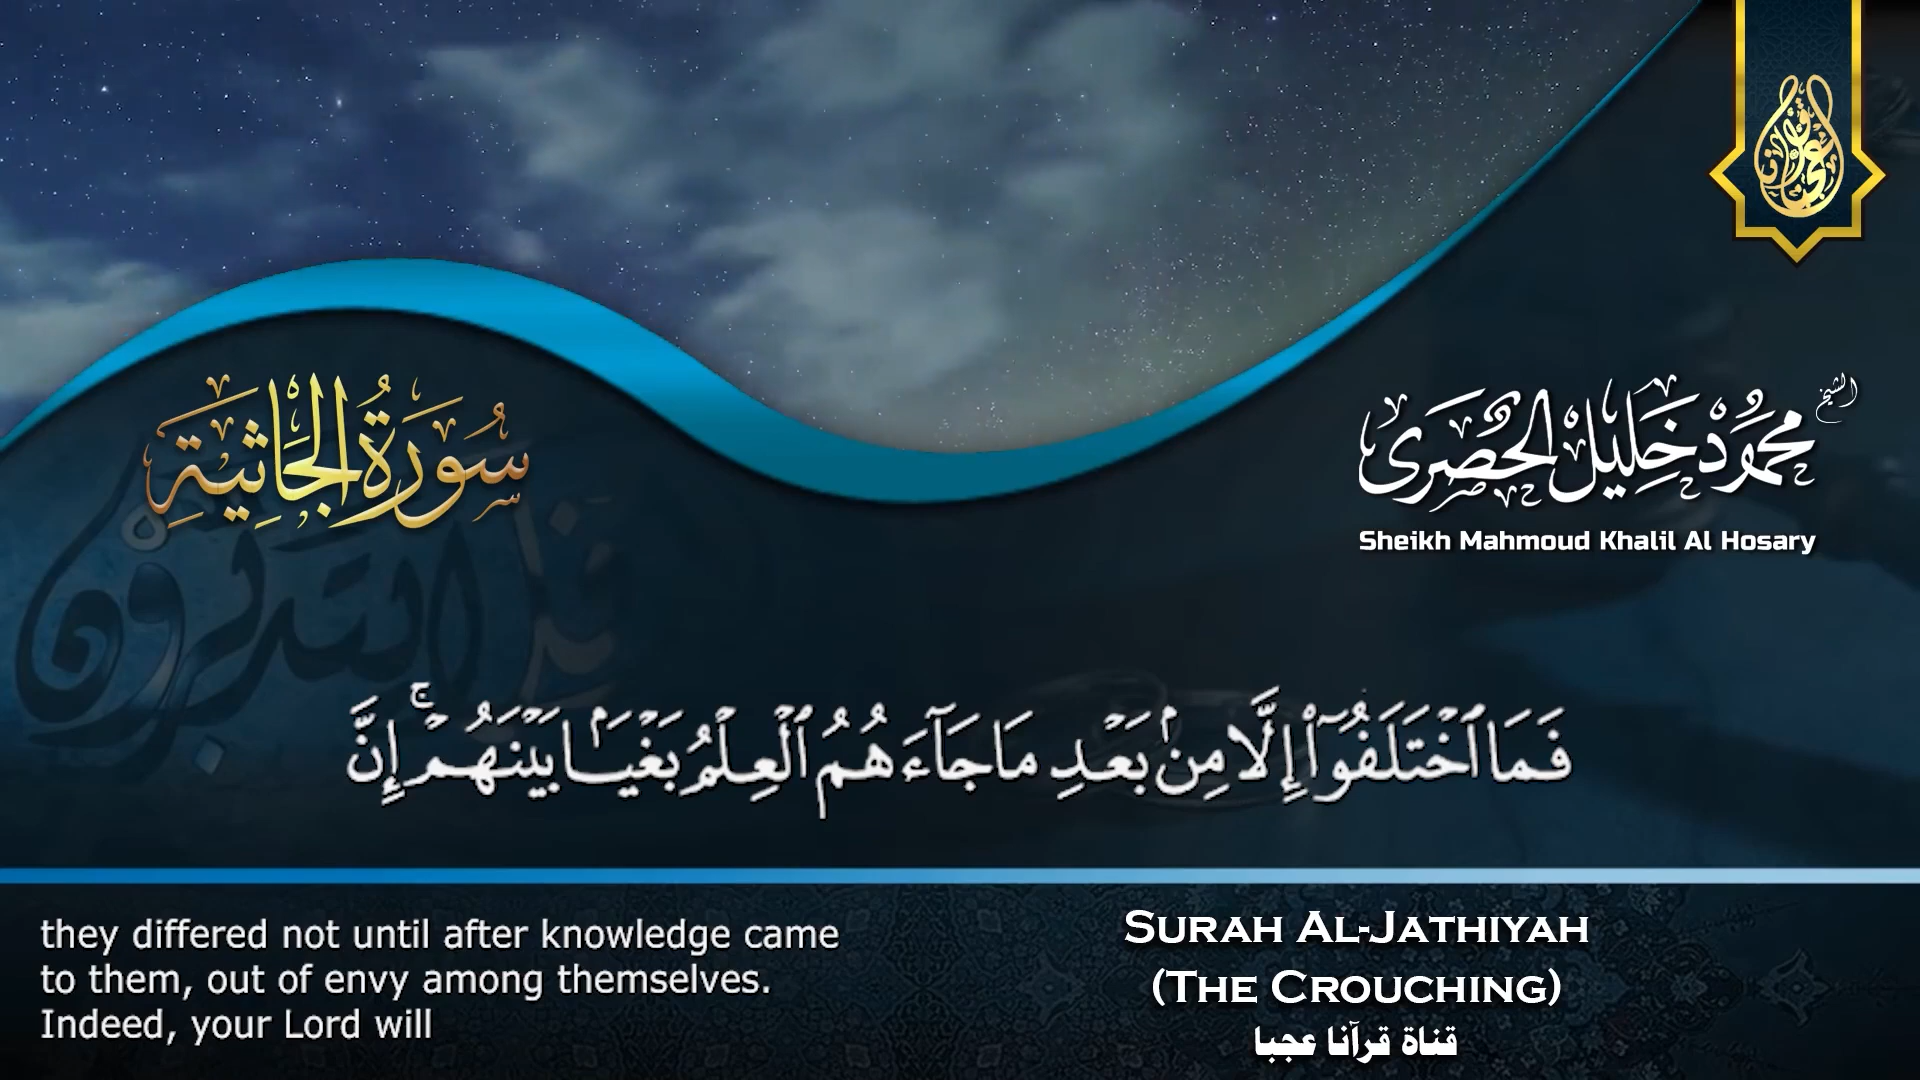 سُورَةُ الجَاثِيَةِ
الشيخ
محمود خليل الحصرى
Sheikh Mahmoud Khalil Al Hosary
فَمَا ٱخْتَلَفُوٓا۟ إِلَّا مِنۢ بَعْدِ مَا جَآءَهُمُ ٱلْعِلْمُ بَغْيَۢا بَيْنَهُمْ ۚ إِنَّ
they differed not until after knowledge came
to them, out of envy among themselves.
Indeed, your Lord will
SURAH AL-JATHIYAH
(THE CROUCHING)
قناة قرآنا عجبا